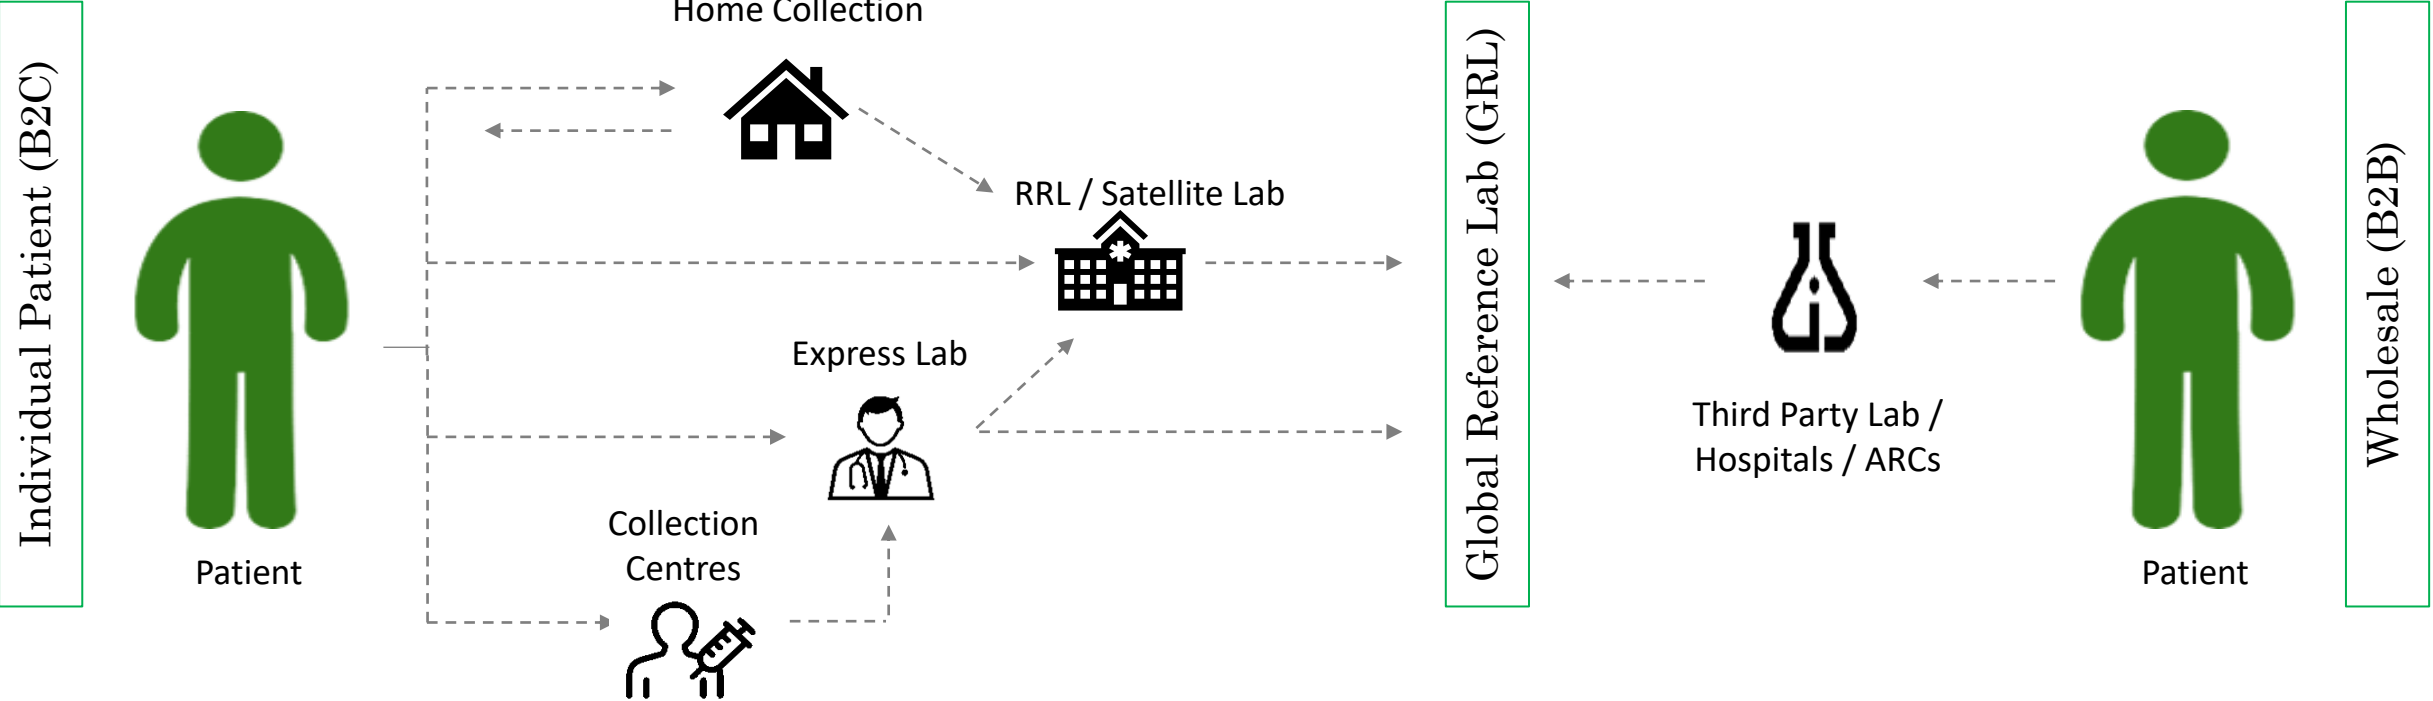 Individual Patient (B2C)
Patient
Home Collection
RRL / Satellite Lab
Express Lab
Collection
Centres
Global Reference Lab (GRL)
Third Party Lab /
Hospitals / ARCs
Patient
Wholesale (B2B)